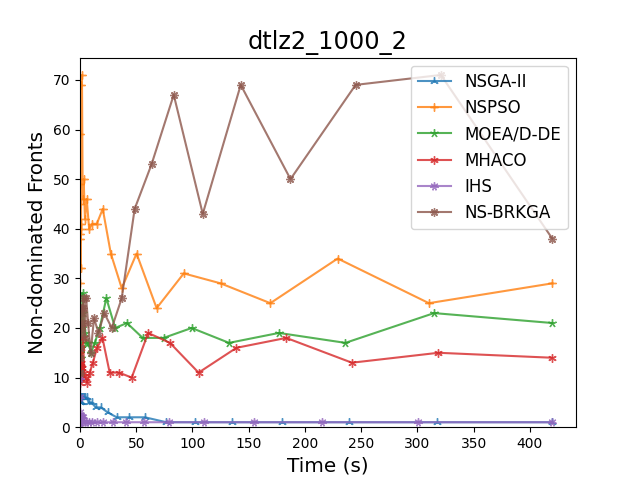 dtlz2_1000_2
Non-dominated Fronts
70
60
50
40
30
20
10
0
0 50 100 150 200 250 300 350 400
Time (s)
NSGA-II
NSPSO
MOEA/D-DE
MHACO
IHS
NS-BRKGA